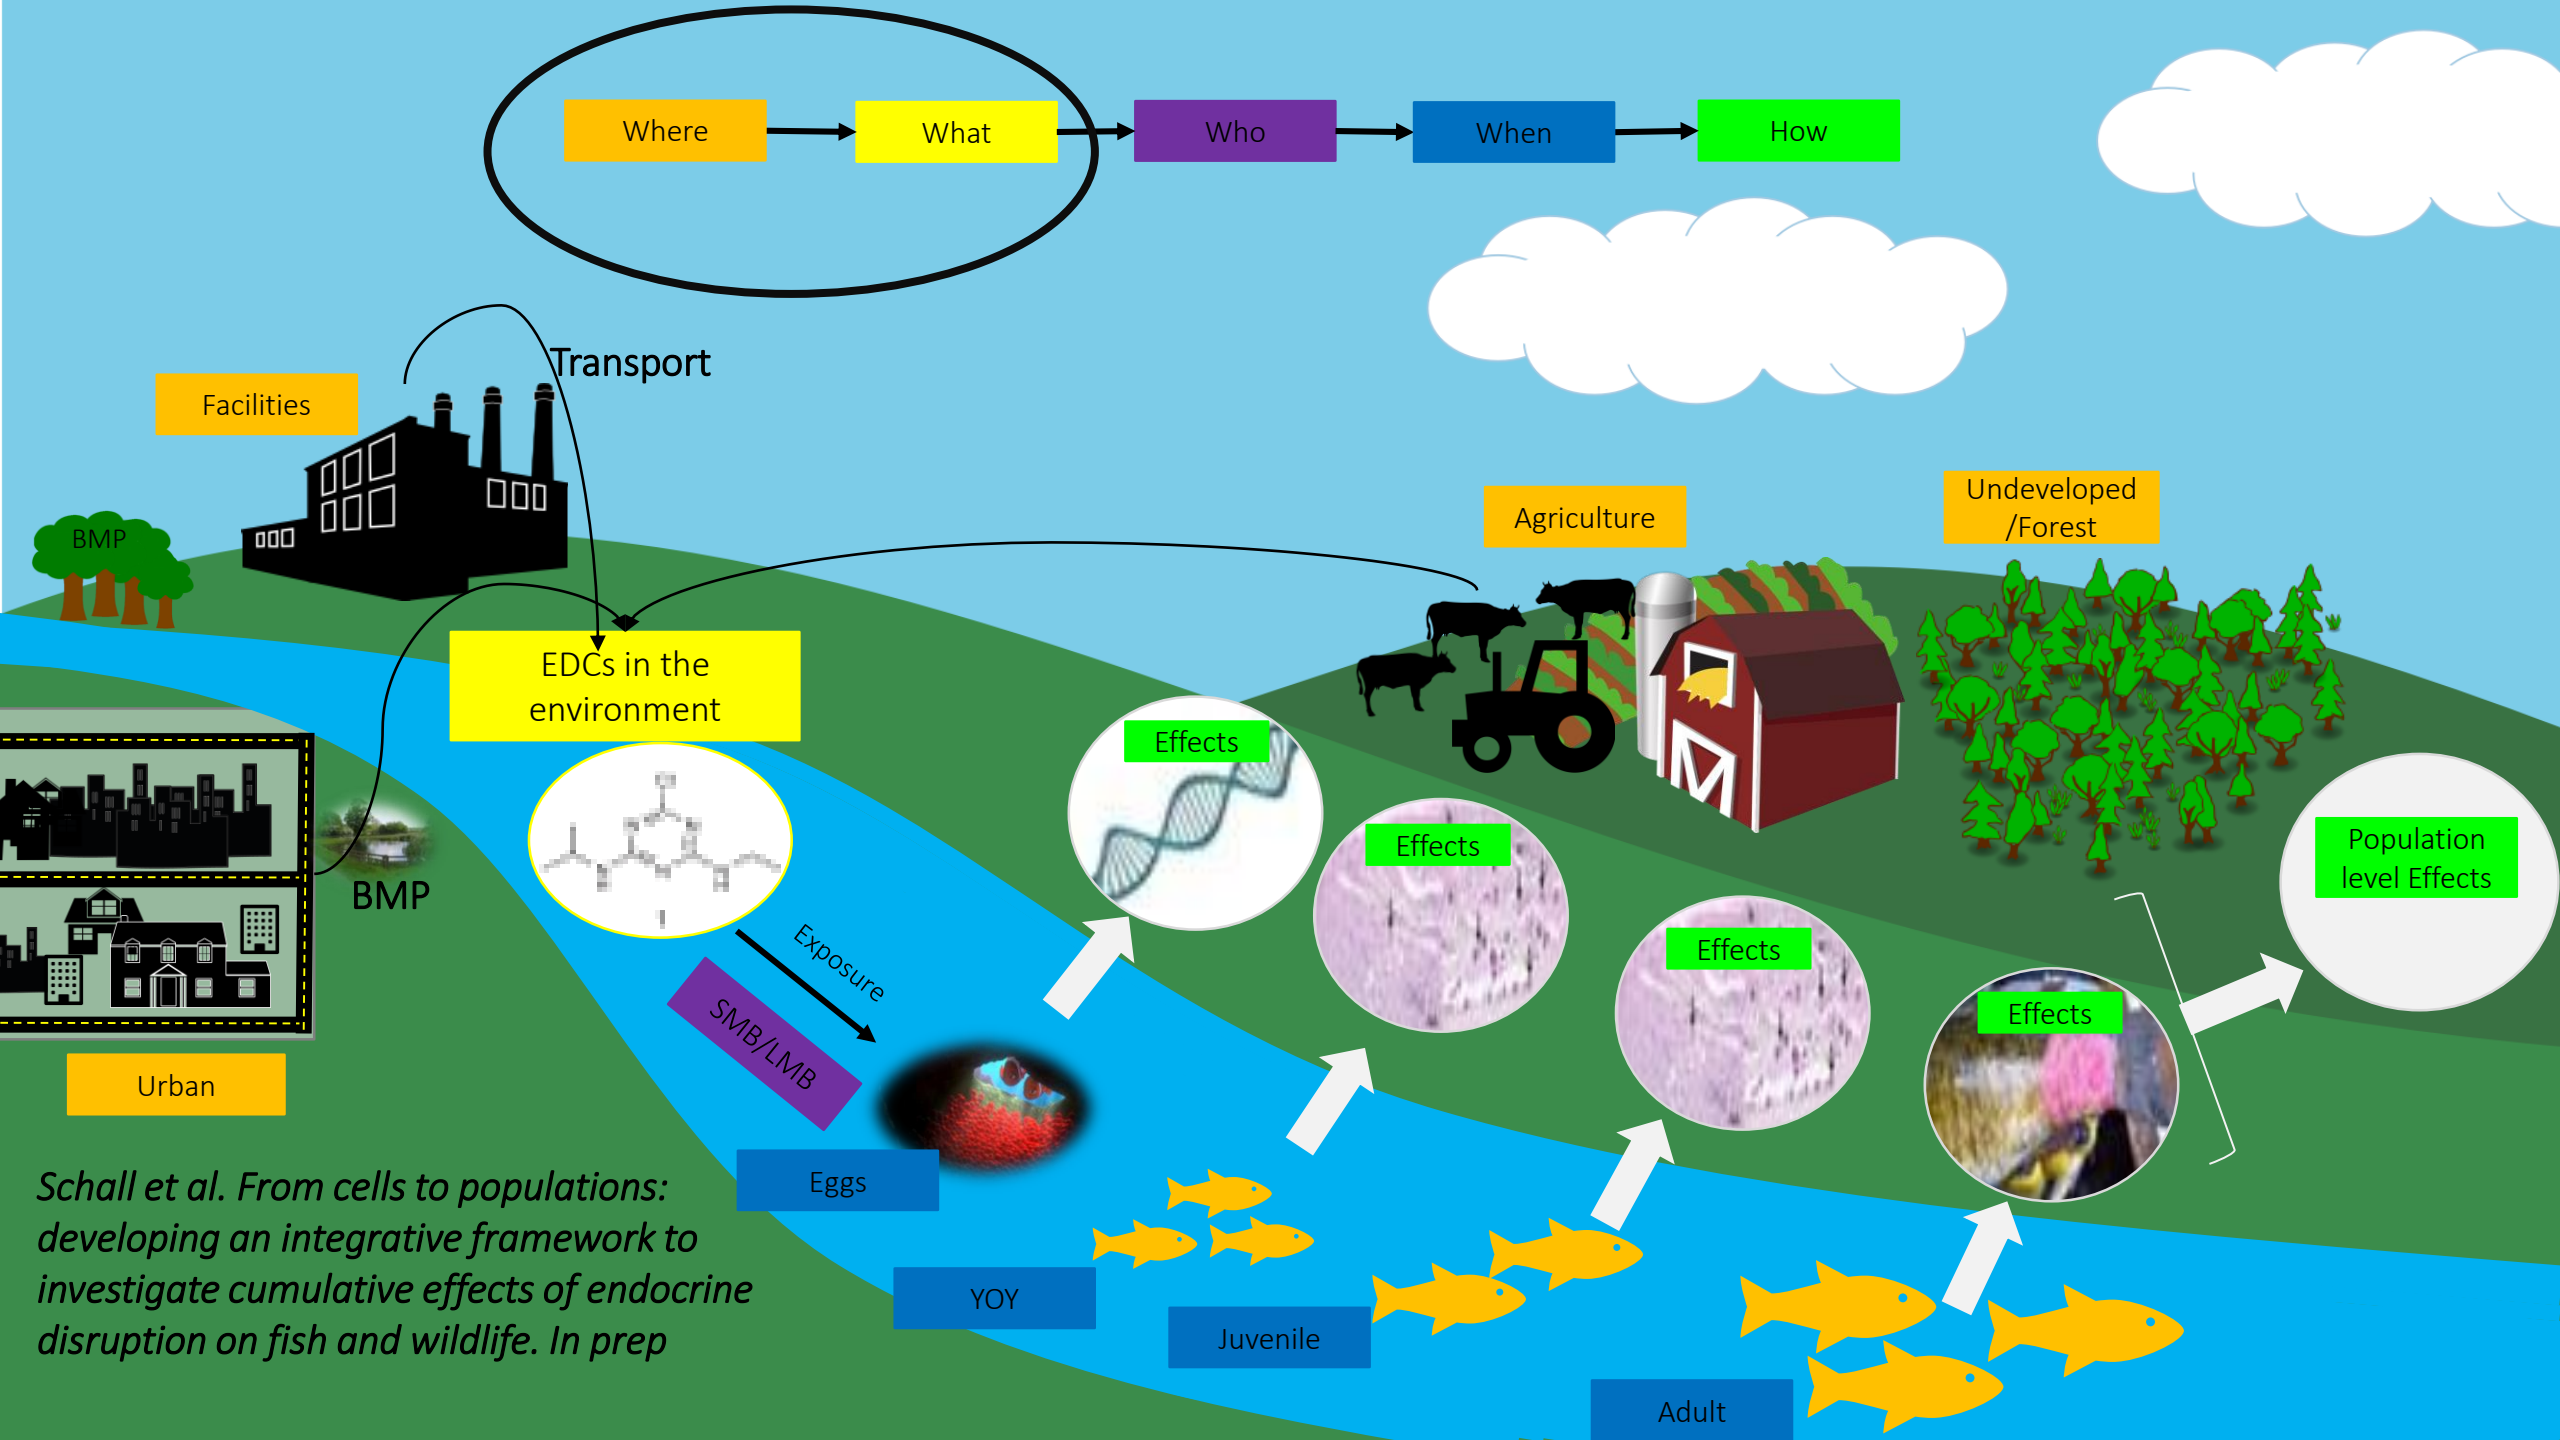 Where
What
Who
When
How
Transport
Facilities
BMP
Agriculture
Undeveloped
/Forest
EDCs in the
environment
Effects
Effects
Effects
Effects
Population
level Effects
BMP
Exposure
SMB/LMB
Urban
Eggs
YOY
Juvenile
Adult
Schall et al. From cells to populations:
developing an integrative framework to
investigate cumulative effects of endocrine
disruption on fish and wildlife. In prep